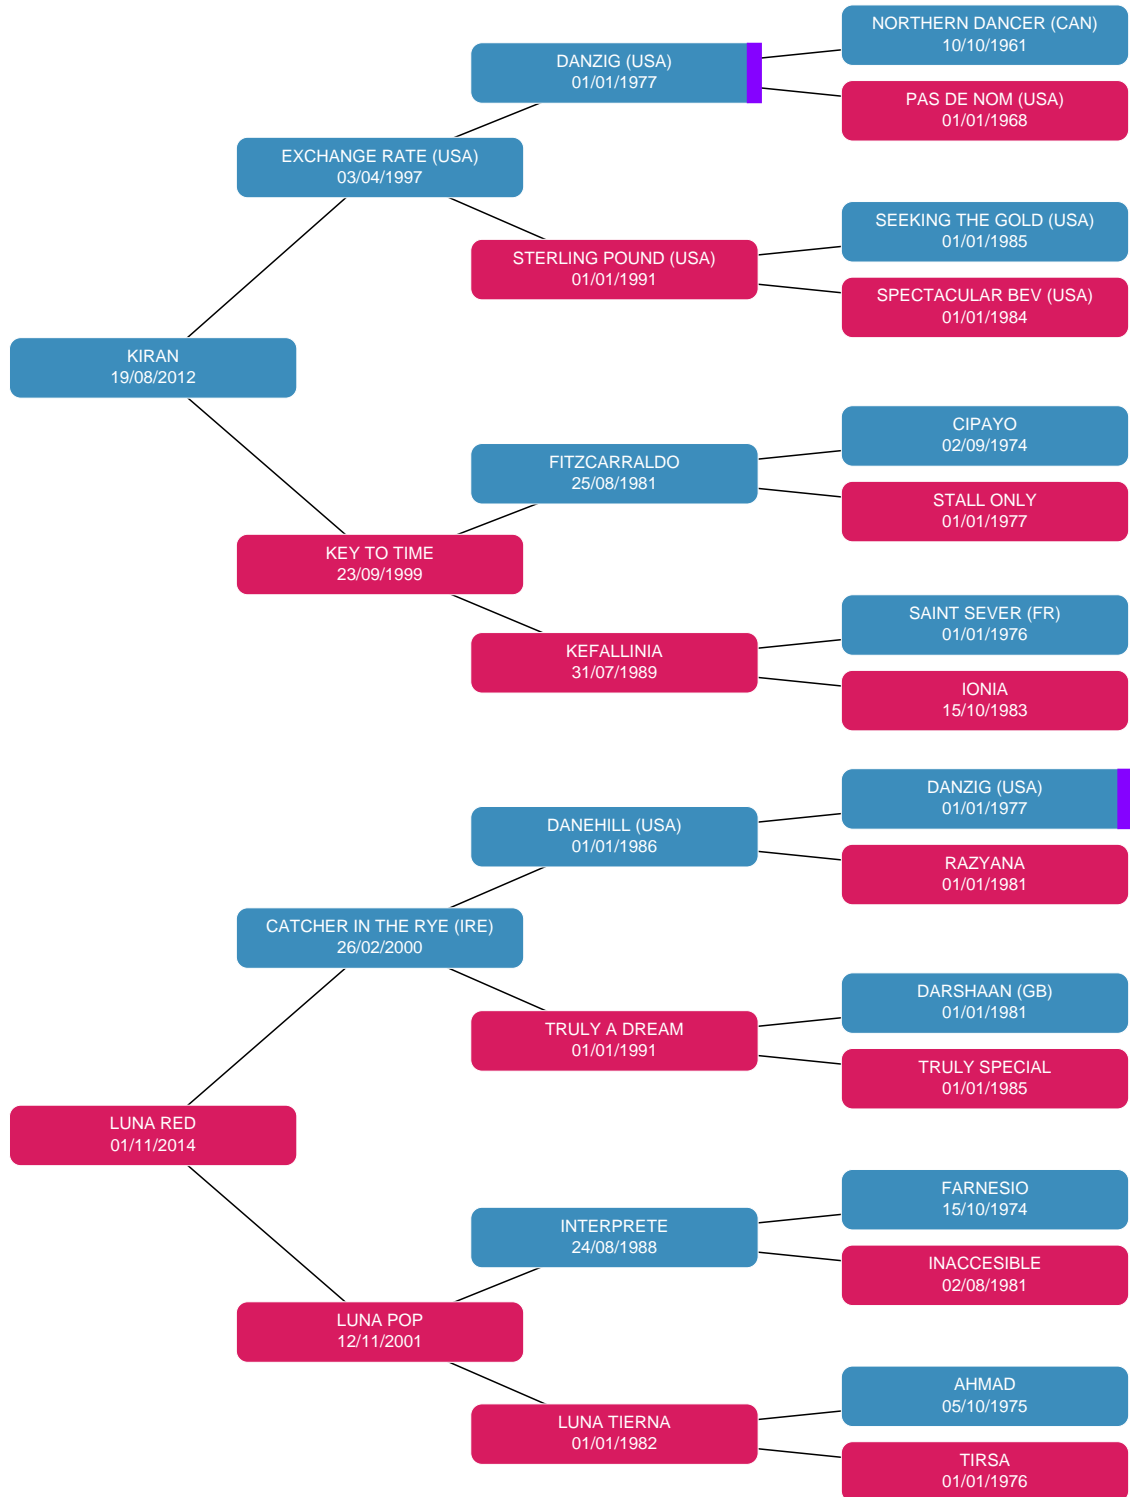 NORTHERN DANCER (CAN)
10/10/1961
DANZIG (USA)
01/01/1977
PAS DE NOM (USA)
01/01/1968
EXCHANGE RATE (USA)
03/04/1997
SEEKING THE GOLD (USA)
01/01/1985
STERLING POUND (USA)
01/01/1991
SPECTACULAR BEV (USA)
01/01/1984
KIRAN
19/08/2012
CIPAYO
02/09/1974
FITZCARRALDO
25/08/1981
STALL ONLY
01/01/1977
KEY TO TIME
23/09/1999
SAINT SEVER (FR)
01/01/1976
KEFALLINIA
31/07/1989
IONIA
15/10/1983
DANZIG (USA)
01/01/1977
DANEHILL (USA)
01/01/1986
RAZYANA
01/01/1981
CATCHER IN THE RYE (IRE)
26/02/2000
DARSHAAN (GB)
01/01/1981
TRULY A DREAM
01/01/1991
TRULY SPECIAL
01/01/1985
LUNA RED
01/11/2014
FARNESIO
15/10/1974
INTERPRETE
24/08/1988
INACCESIBLE
02/08/1981
LUNA POP
12/11/2001
AHMAD
05/10/1975
LUNA TIERNA
01/01/1982
TIRSA
01/01/1976